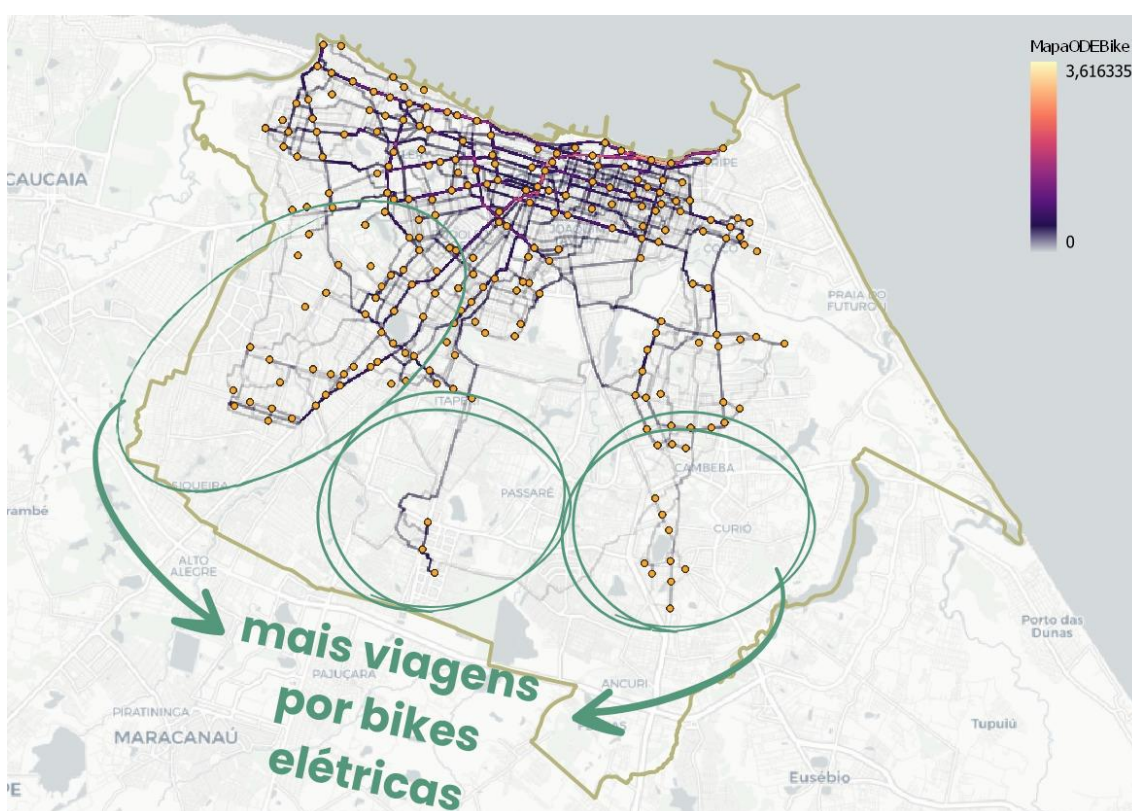 MapaODEBike
3,616335
0
CAUCAIA
PRAIA DO
FUTURO
CAMBEBA
PASSARÉ
CURIÓ
SIQUEIRA
ALTO
ALEGRE
Porto das
Dunas
mais viagens
por bikes
elétricas
PAJUÇARA
ANCURI
PIRATININGA
MARACANAÚ
Tupuiú
Eusébio